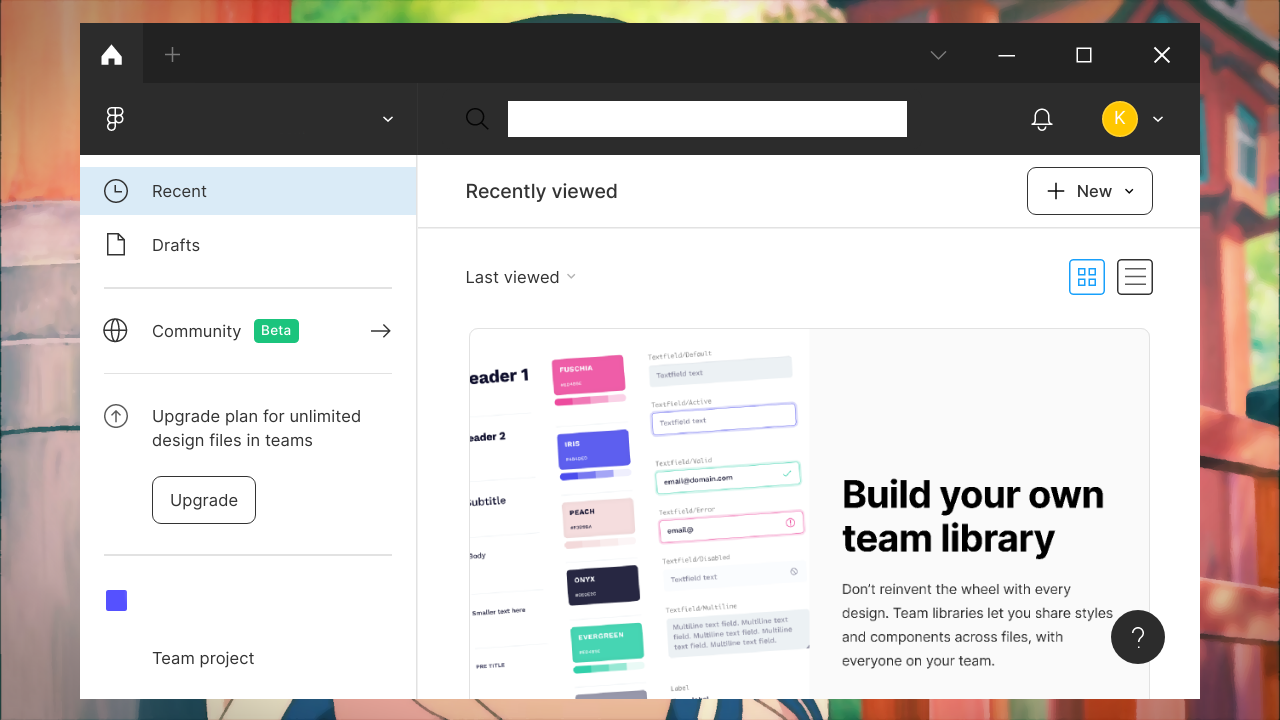 K
Recent
Recently viewed
New
Drafts
Last viewed
Community Beta
Upgrade plan for unlimited
design files in teams
Upgrade
Team project
eader 1
eader 2
Subtitle
Body
Smaller text here
PRE TITLE
FUSCHIA
IRIS
PEACH
ONYX
EVERGREEN
Textfield/Default
Textfield text
Textfield/Active
Textfield text
Textfield/Valid
email@domain.com
Textfield/Error
email@
Textfield/Disabled
Textfield text
Textfield/Multiline
Multiline text field. Multiline text
field. Multiline text field. Multiline
text field. Multiline text field.
Label
Build your own
team library
Don't reinvent the wheel with every
design. Team libraries let you share styles
and components across files, with
everyone on your team.
?